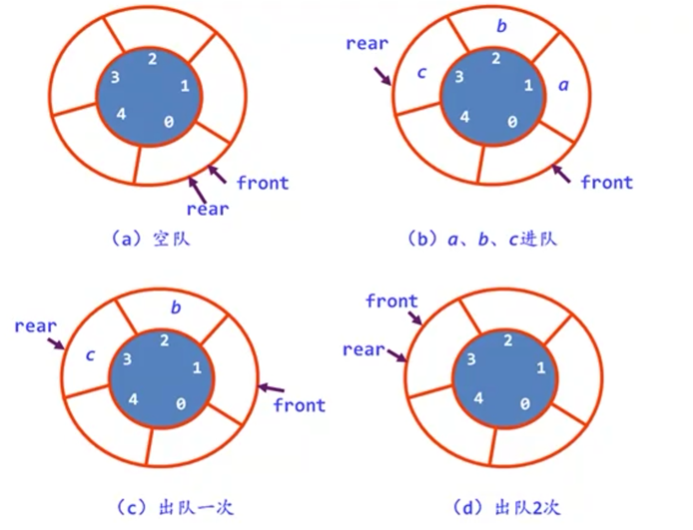 2
3
1
4
0
front
rear
(a) 空队
b
rear
c
3
2
1
a
4
0
front
(b) a、b、c进队
b
rear
c
3
2
1
4
0
front
(c) 出队一次
front
rear
2
3
1
4
0
(d) 出队2次